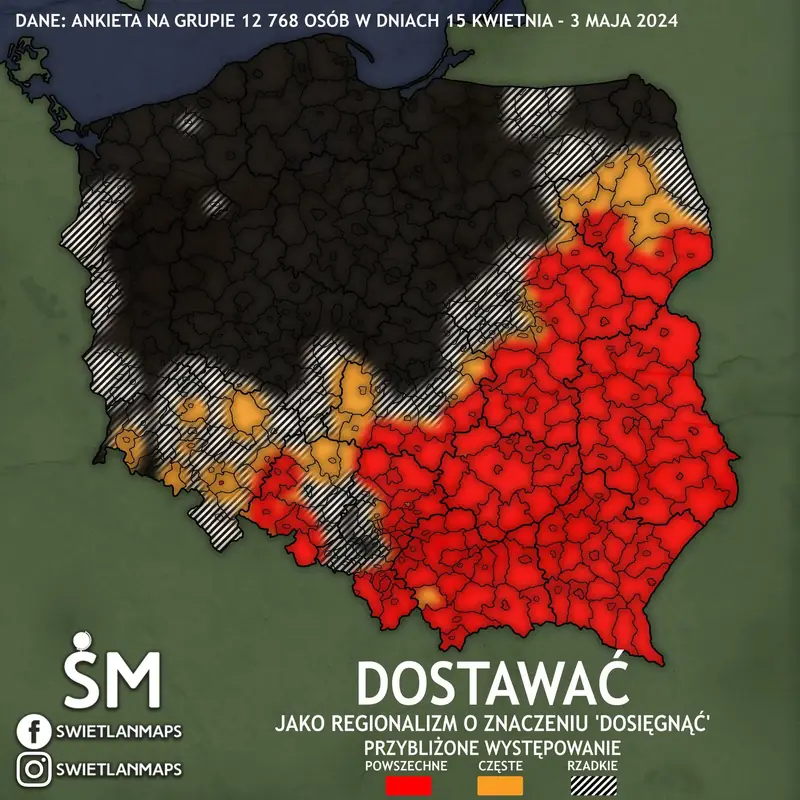 DANE: ANKIETA NA GRUPIE 12 768 OSÓB W DNIACH 15 KWIETNIA - 3 MAJA 2024
ŚM
SWIETLANMAPS
SWIETLANMAPS
DOSTAWAĆ
JAKO REGIONALIZM O ZNACZENIU 'DOSIĘGNĄĆ'
PRZYBLIŻONE WYSTĘPOWANIE
POWSZECHNE CZĘSTE RZADKIE